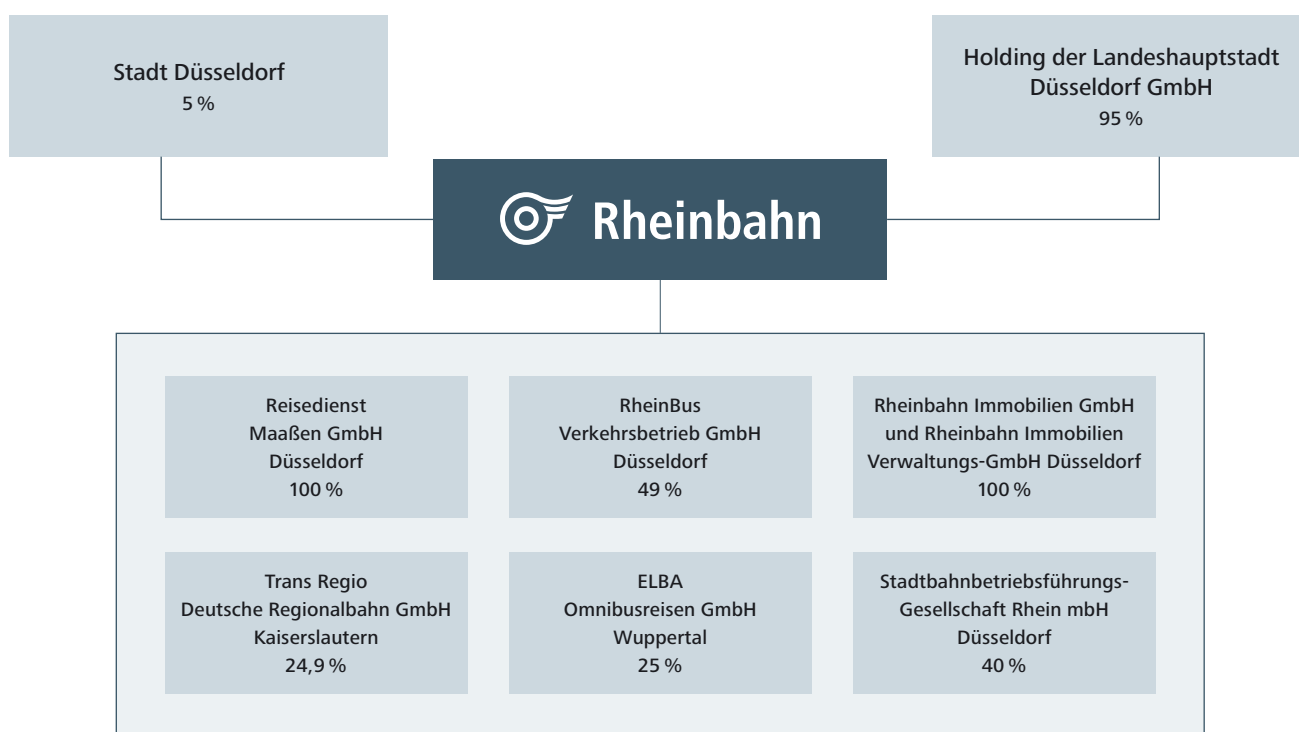 Stadt Düsseldorf
5 %
Holding der Landeshauptstadt
Düsseldorf GmbH
95 %
Rheinbahn
Reisedienst
Maaßen GmbH
Düsseldorf
100 %
RheinBus
Verkehrsbetrieb GmbH
Düsseldorf
49 %
Rheinbahn Immobilien GmbH
und Rheinbahn Immobilien
Verwaltungs-GmbH Düsseldorf
100 %
Trans Regio
Deutsche Regionalbahn GmbH
Kaiserslautern
24,9 %
ELBA
Omnibusreisen GmbH
Wuppertal
25 %
Stadtbahnbetriebsführungs-
Gesellschaft Rhein mbH
Düsseldorf
40 %